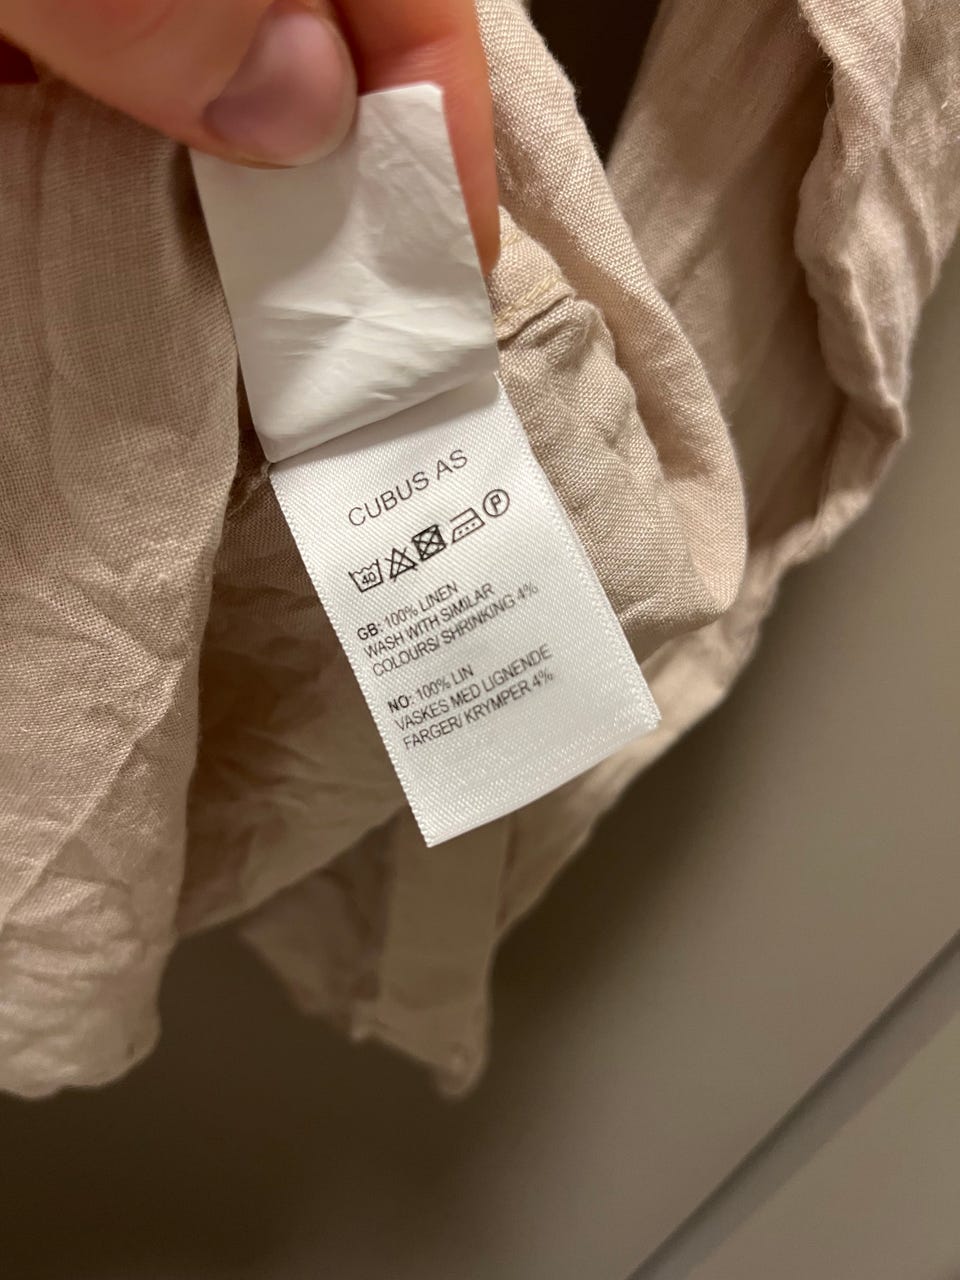 CUBUS AS
40 P
GB: 100% LINEN
WASH WITH SIMILAR
COLOURS/ SHRINKING 4%
NO: 100% LIN
VASKES MED LIGNENDE
FARGER/ KRYMPER 4%